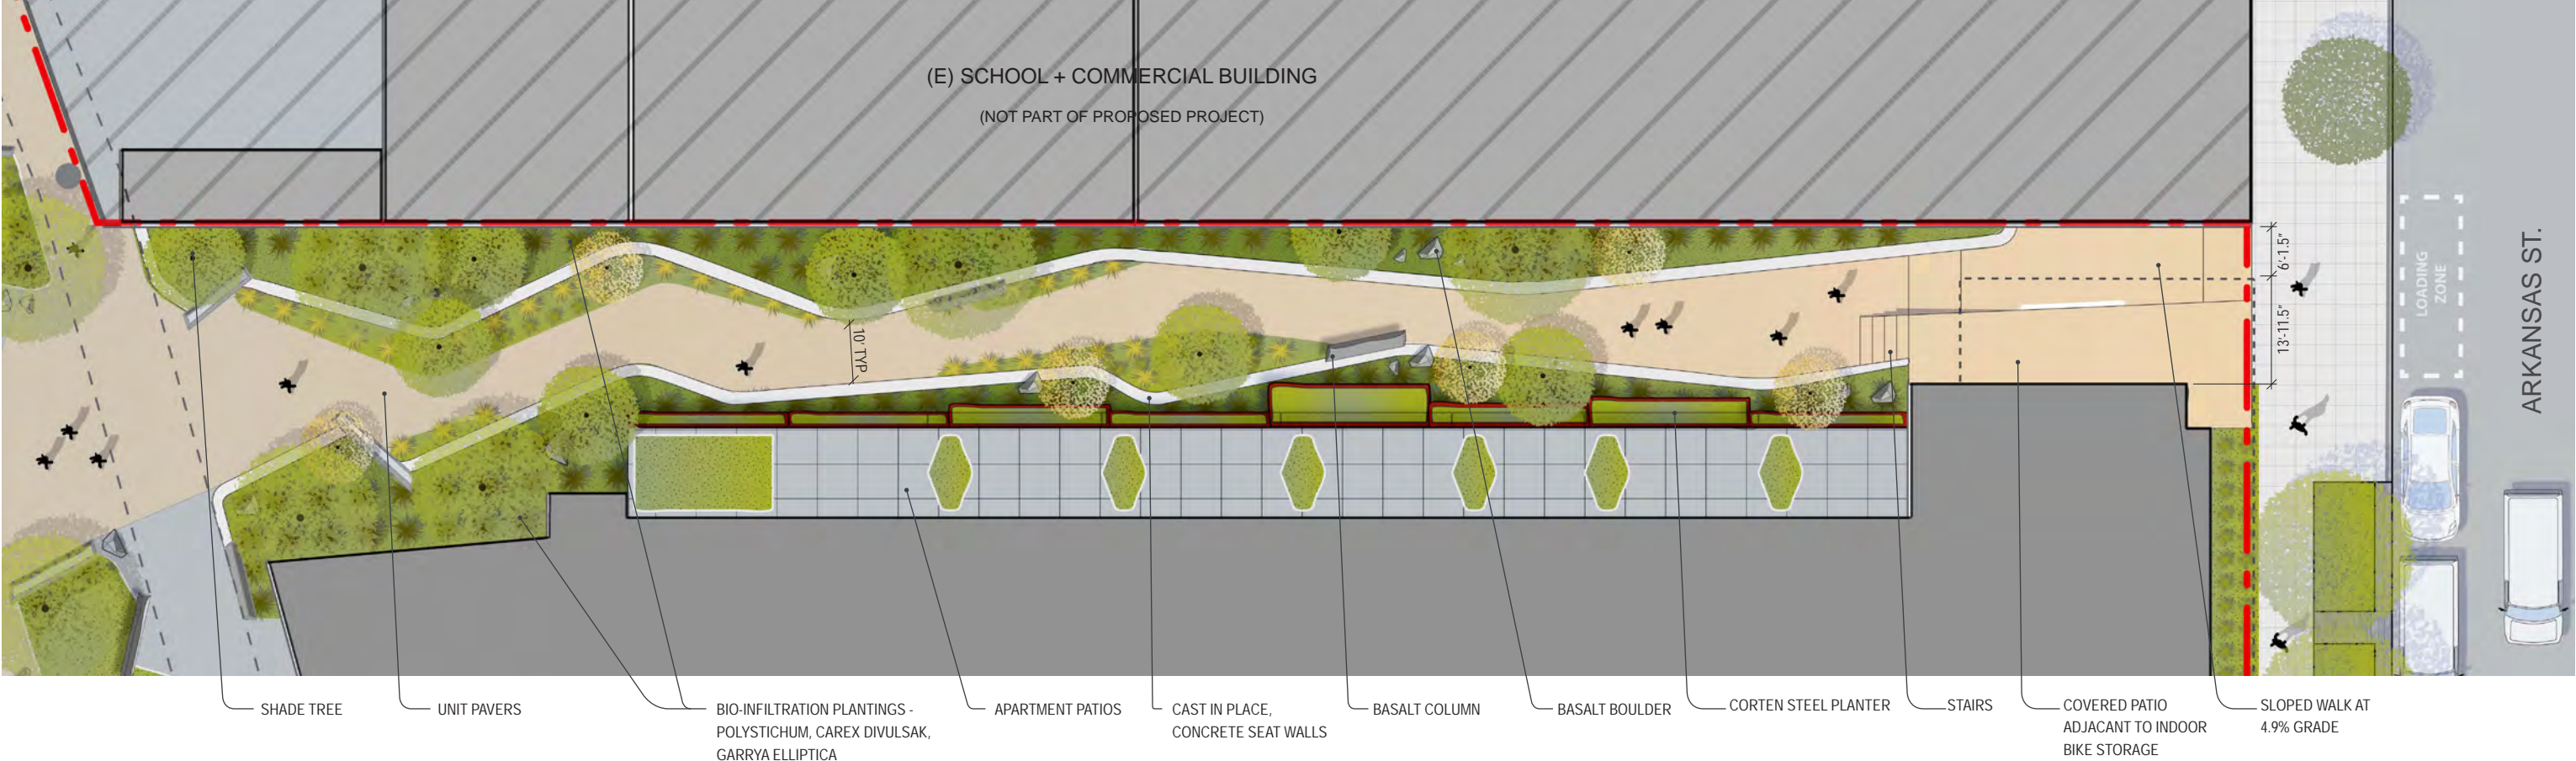 (E) SCHOOL + COMMERCIAL BUILDING
(NOT PART OF PROPOSED PROJECT)
6'-1.5"
13'-11.5"
LOADING
ZONE
ARKANSAS ST.
10' TYP
SHADE TREE
UNIT PAVERS
BIO-INFILTRATION PLANTINGS -
POLYSTICHUM, CAREX DIVULSAK,
GARRYA ELLIPTICA
APARTMENT PATIOS
CAST IN PLACE,
CONCRETE SEAT WALLS
BASALT COLUMN
BASALT BOULDER
CORTEN STEEL PLANTER
STAIRS
COVERED PATIO
ADJACANT TO INDOOR
BIKE STORAGE
SLOPED WALK AT
4.9% GRADE